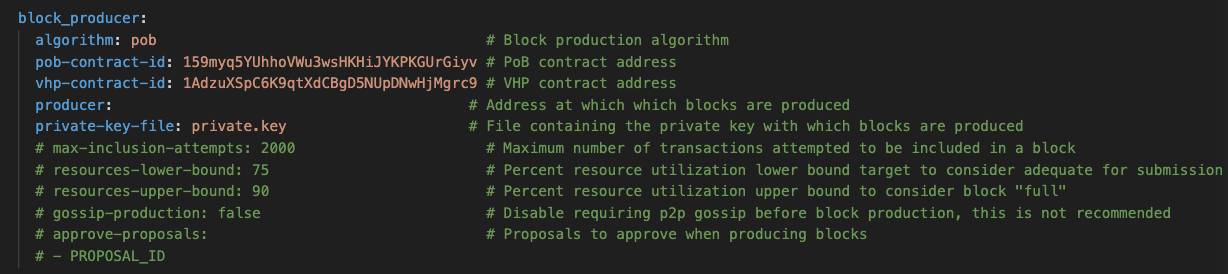 block_producer:
algorithm: pob # Block production algorithm
pob-contract-id: 159myq5YUhhoVWu3wsHKHiJYKPKGUrGiyv # PoB contract address
vhp-contract-id: 1AdzuXSpC6K9qtXdCBgD5NUpDNwHjMgrc9 # VHP contract address
producer: # Address at which which blocks are produced
private-key-file: private.key # File containing the private key with which blocks are produced
# max-inclusion-attempts: 2000 # Maximum number of transactions attempted to be included in a block
# resources-lower-bound: 75 # Percent resource utilization lower bound target to consider adequate for submission
# resources-upper-bound: 90 # Percent resource utilization upper bound to consider block "full"
# gossip-production: false # Disable requiring p2p gossip before block production, this is not recommended
# approve-proposals: # Proposals to approve when producing blocks
# - PROPOSAL_ID